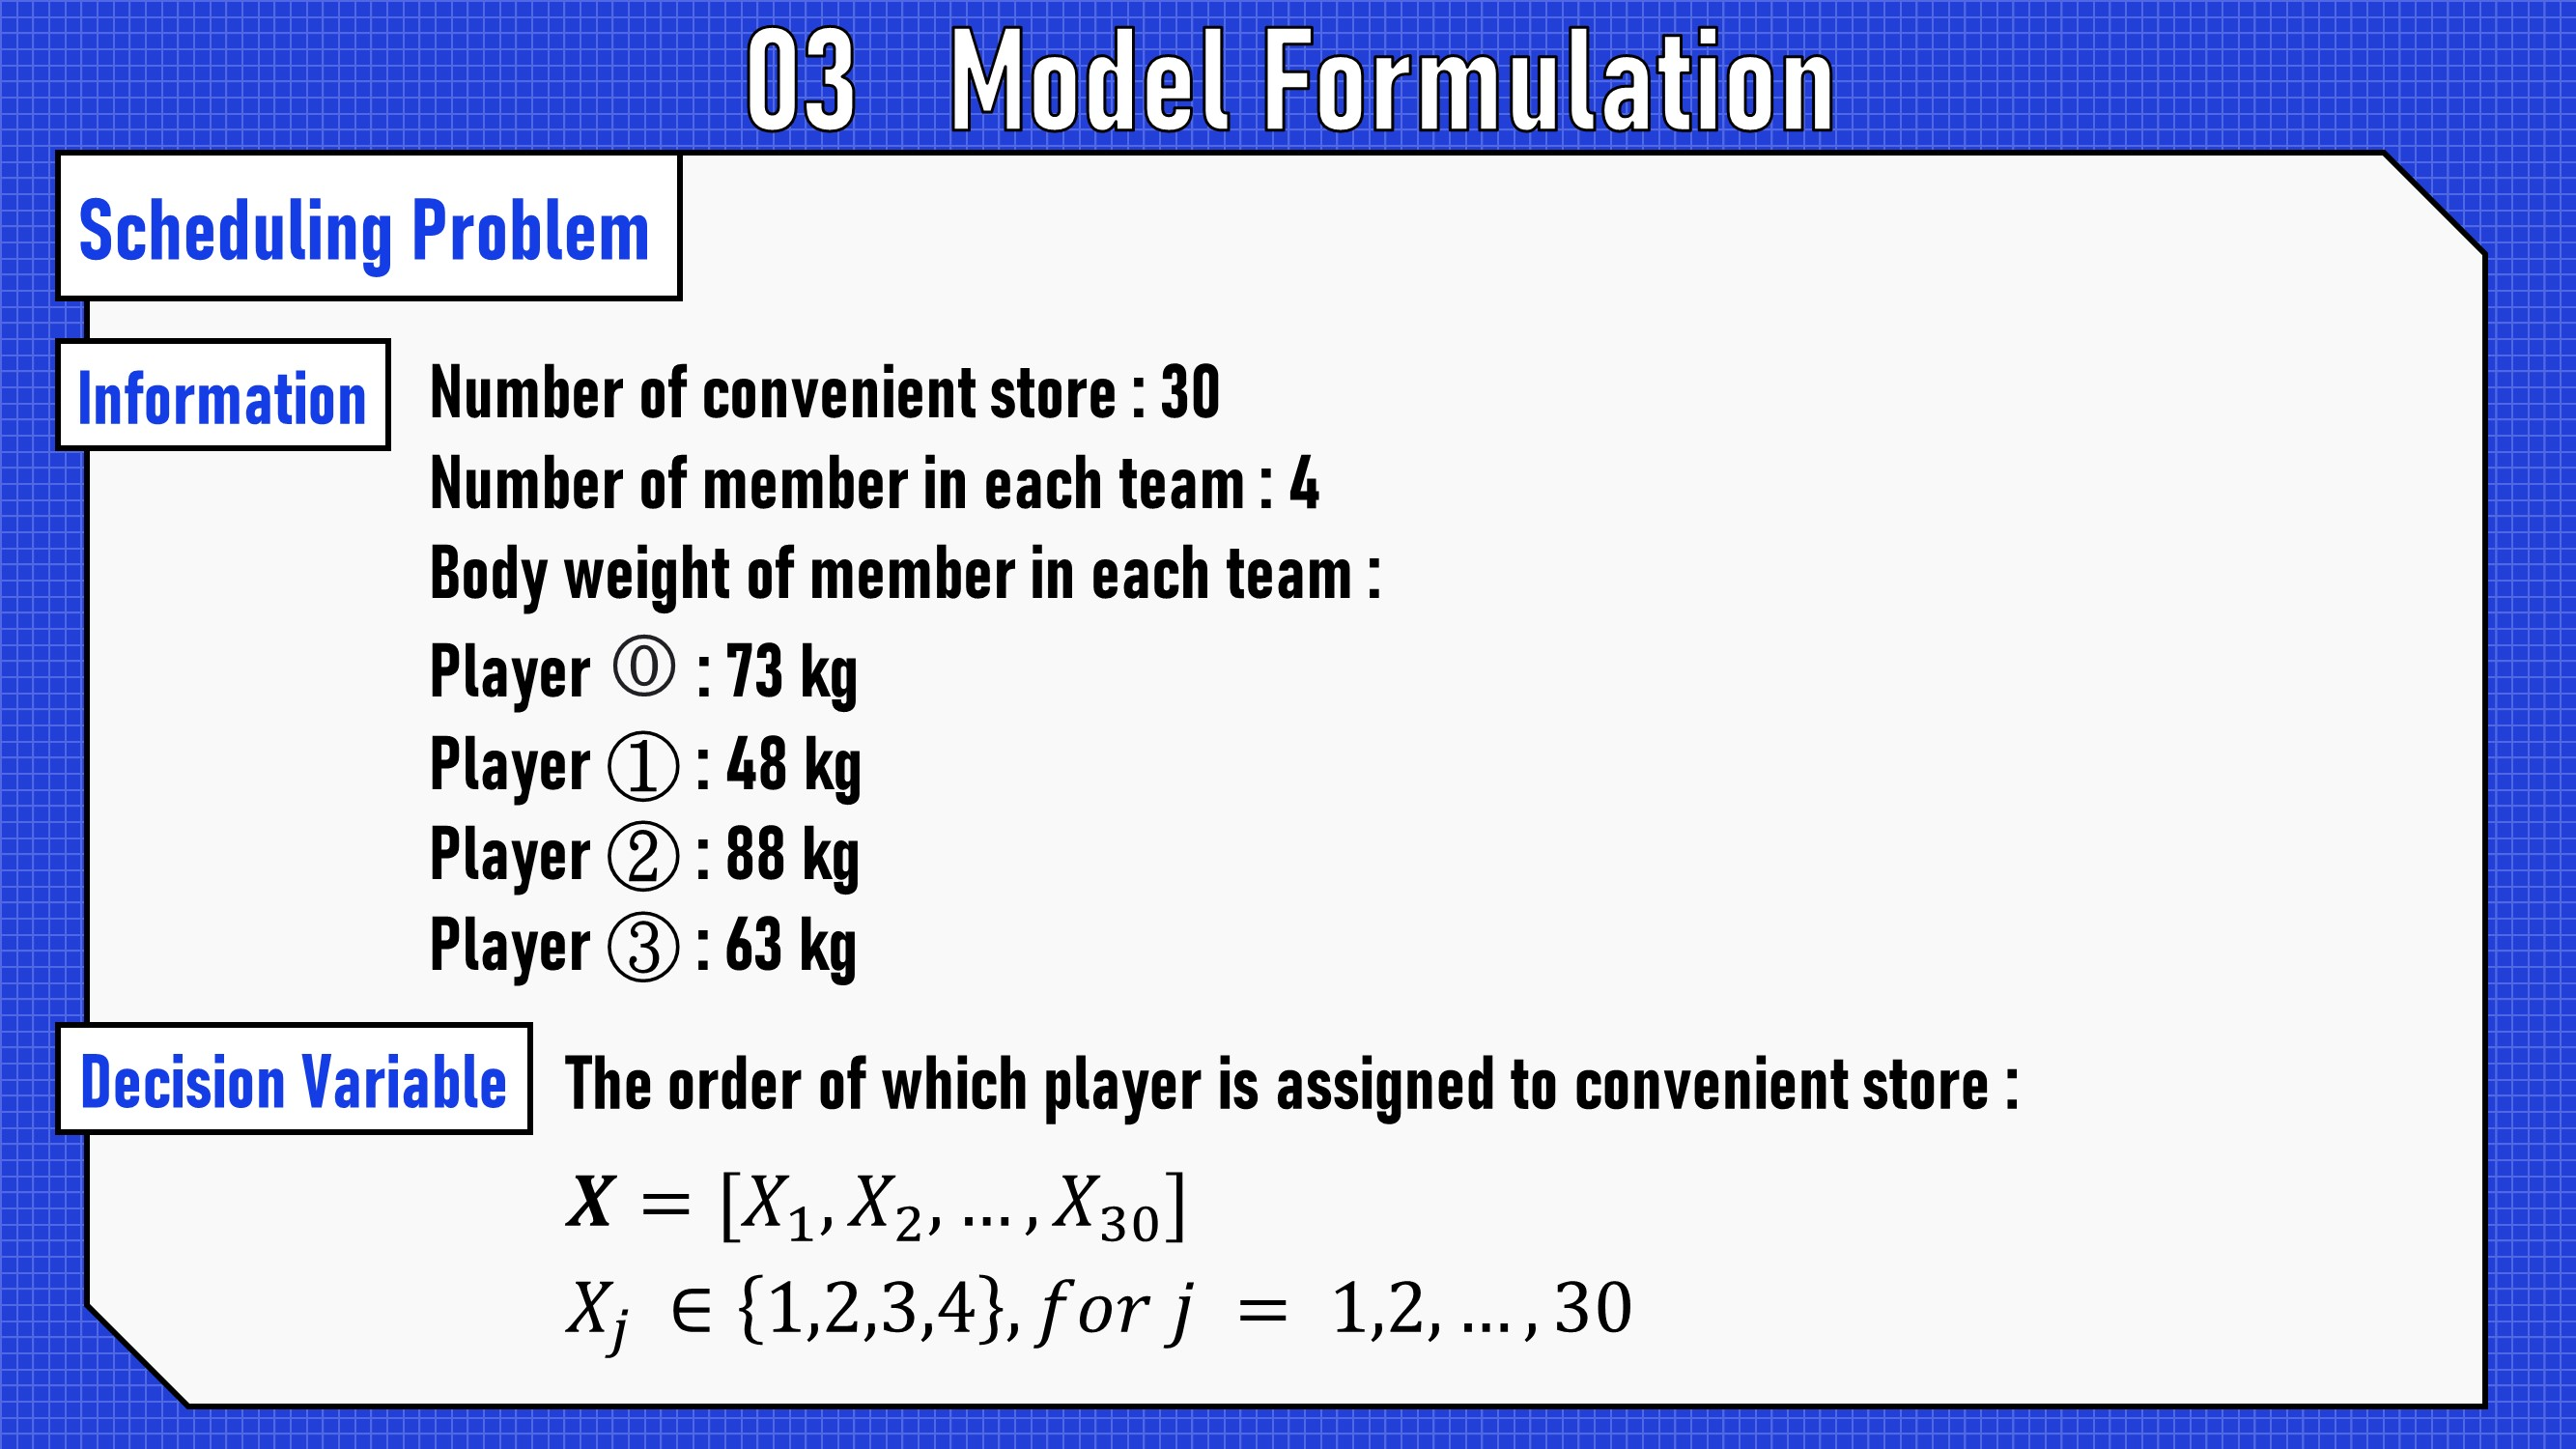 03 Model Formulation
Scheduling Problem
Information
Number of convenient store : 30
Number of member in each team : 4
Body weight of member in each team :
Player ⓪ : 73 kg
Player ① : 48 kg
Player ② : 88 kg
Player ③ : 63 kg
Decision Variable
The order of which player is assigned to convenient store :
X = [X₁, X₂, … , X₃₀]
Xⱼ ∈ {1,2,3,4}, for j = 1,2, … , 30